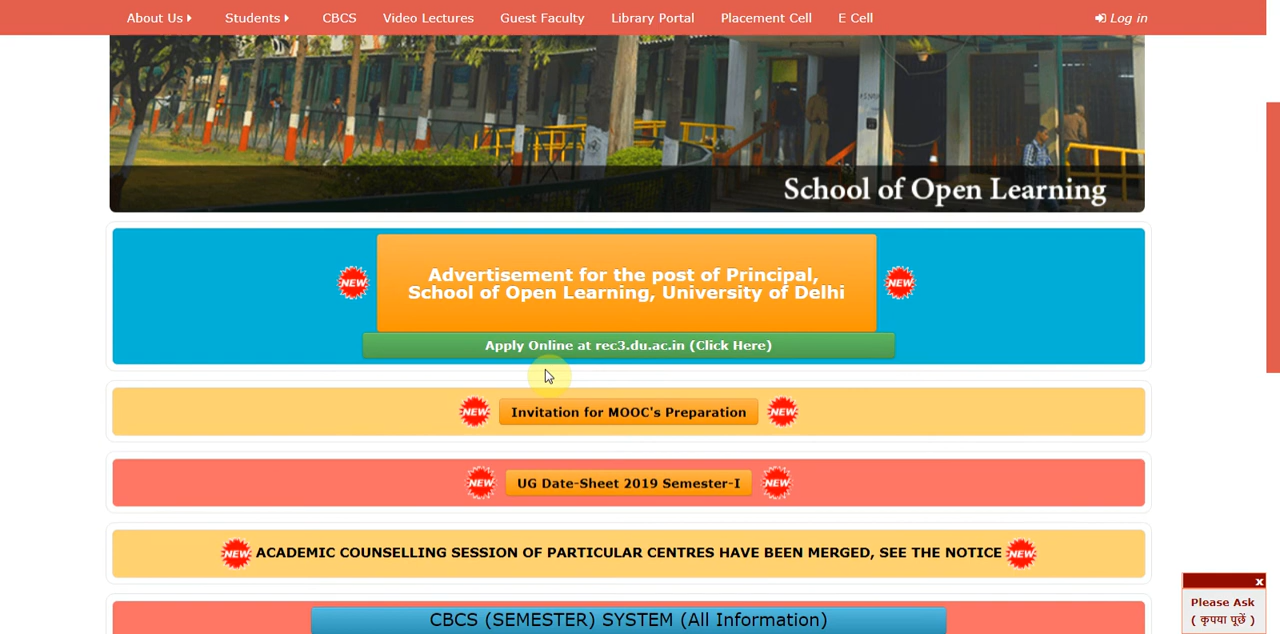 About Us Students CBCS Video Lectures Guest Faculty Library Portal Placement Cell E Cell Log in
School of Open Learning
Advertisement for the post of Principal,
NEW School of Open Learning, University of Delhi NEW
Apply Online at rec3.du.ac.in (Click Here)
NEW Invitation for MOOC's Preparation NEW
NEW UG Date-Sheet 2019 Semester-I NEW
NEW ACADEMIC COUNSELLING SESSION OF PARTICULAR CENTRES HAVE BEEN MERGED, SEE THE NOTICE NEW
x
Please Ask
( कृपया पूछें )
CBCS (SEMESTER) SYSTEM (All Information)